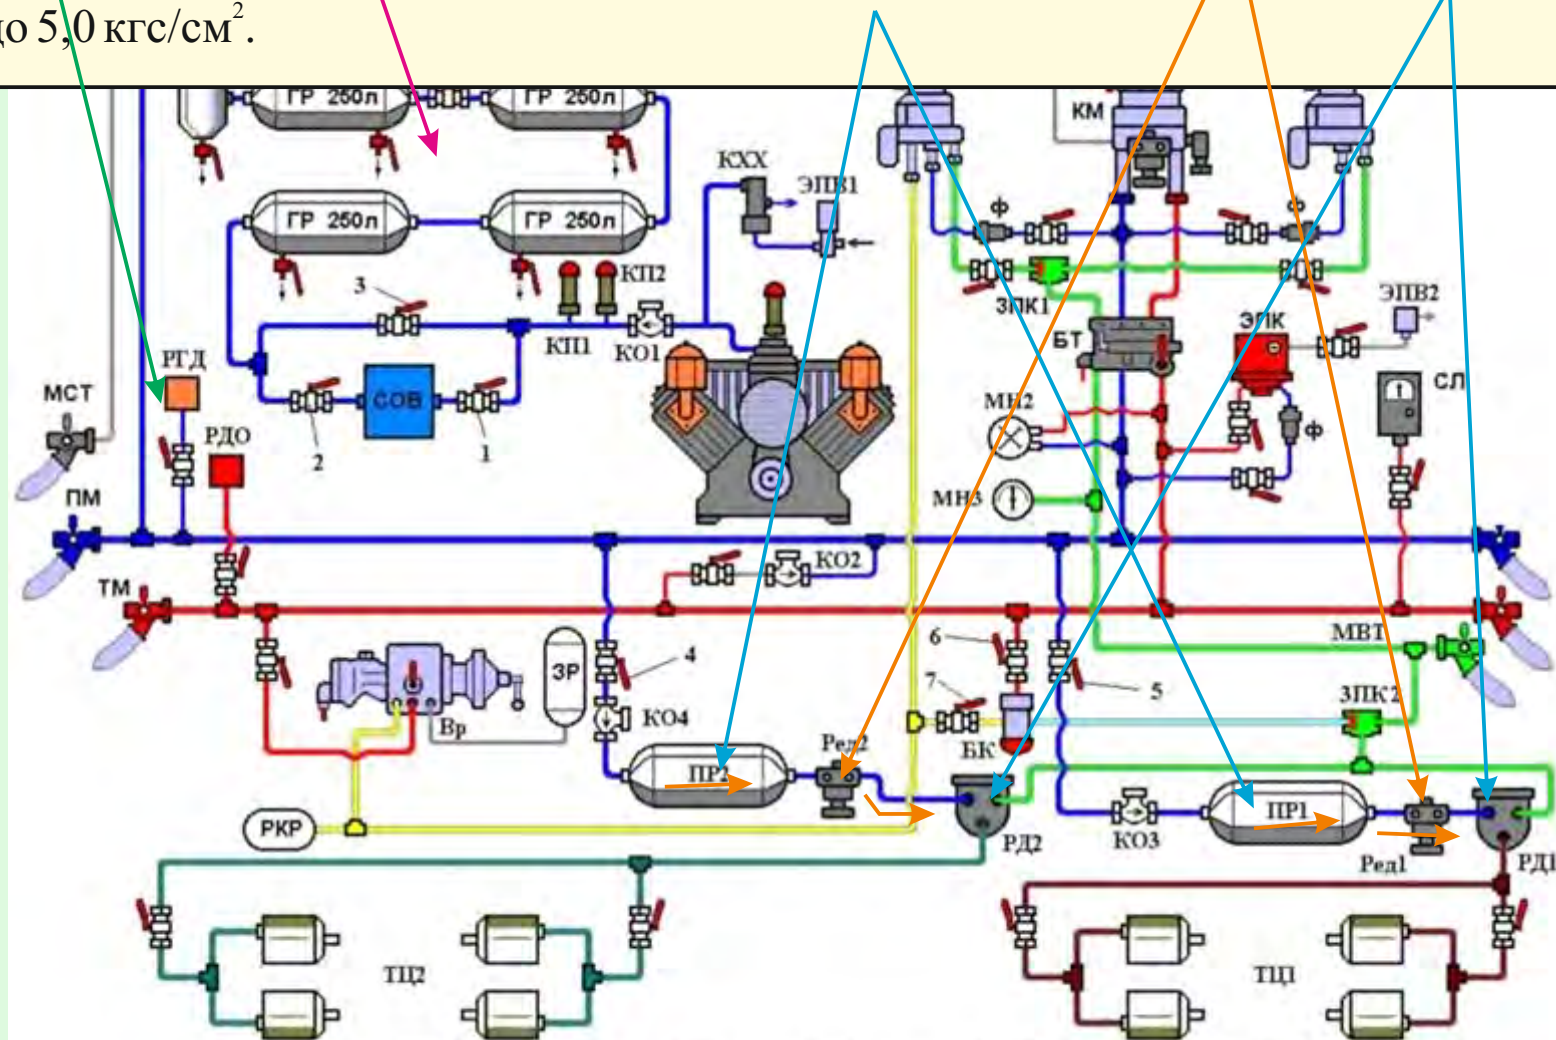 до 5,0 кгс/см².
ГР 250л
ГР 250л
КМ
КХХ
ЭПВ1
ГР 250л
ГР 250л
ф
ф
КП2
3
ЗПК1
ЭПВ2
ЭПК
БТ
КП1
КО1
РГД
МСТ
СОВ
СЛ
МН2
РДО
2
1
ф
ПМ
МН3
КО2
ТМ
6
МВТ
4
ЗР
7
5
ЗПК2
КО4
Вр
Ред2
БК
ПР2
ПР1
РКР
РД2
КО3
Ред1
РД1
ТЦ2
ТЦ1